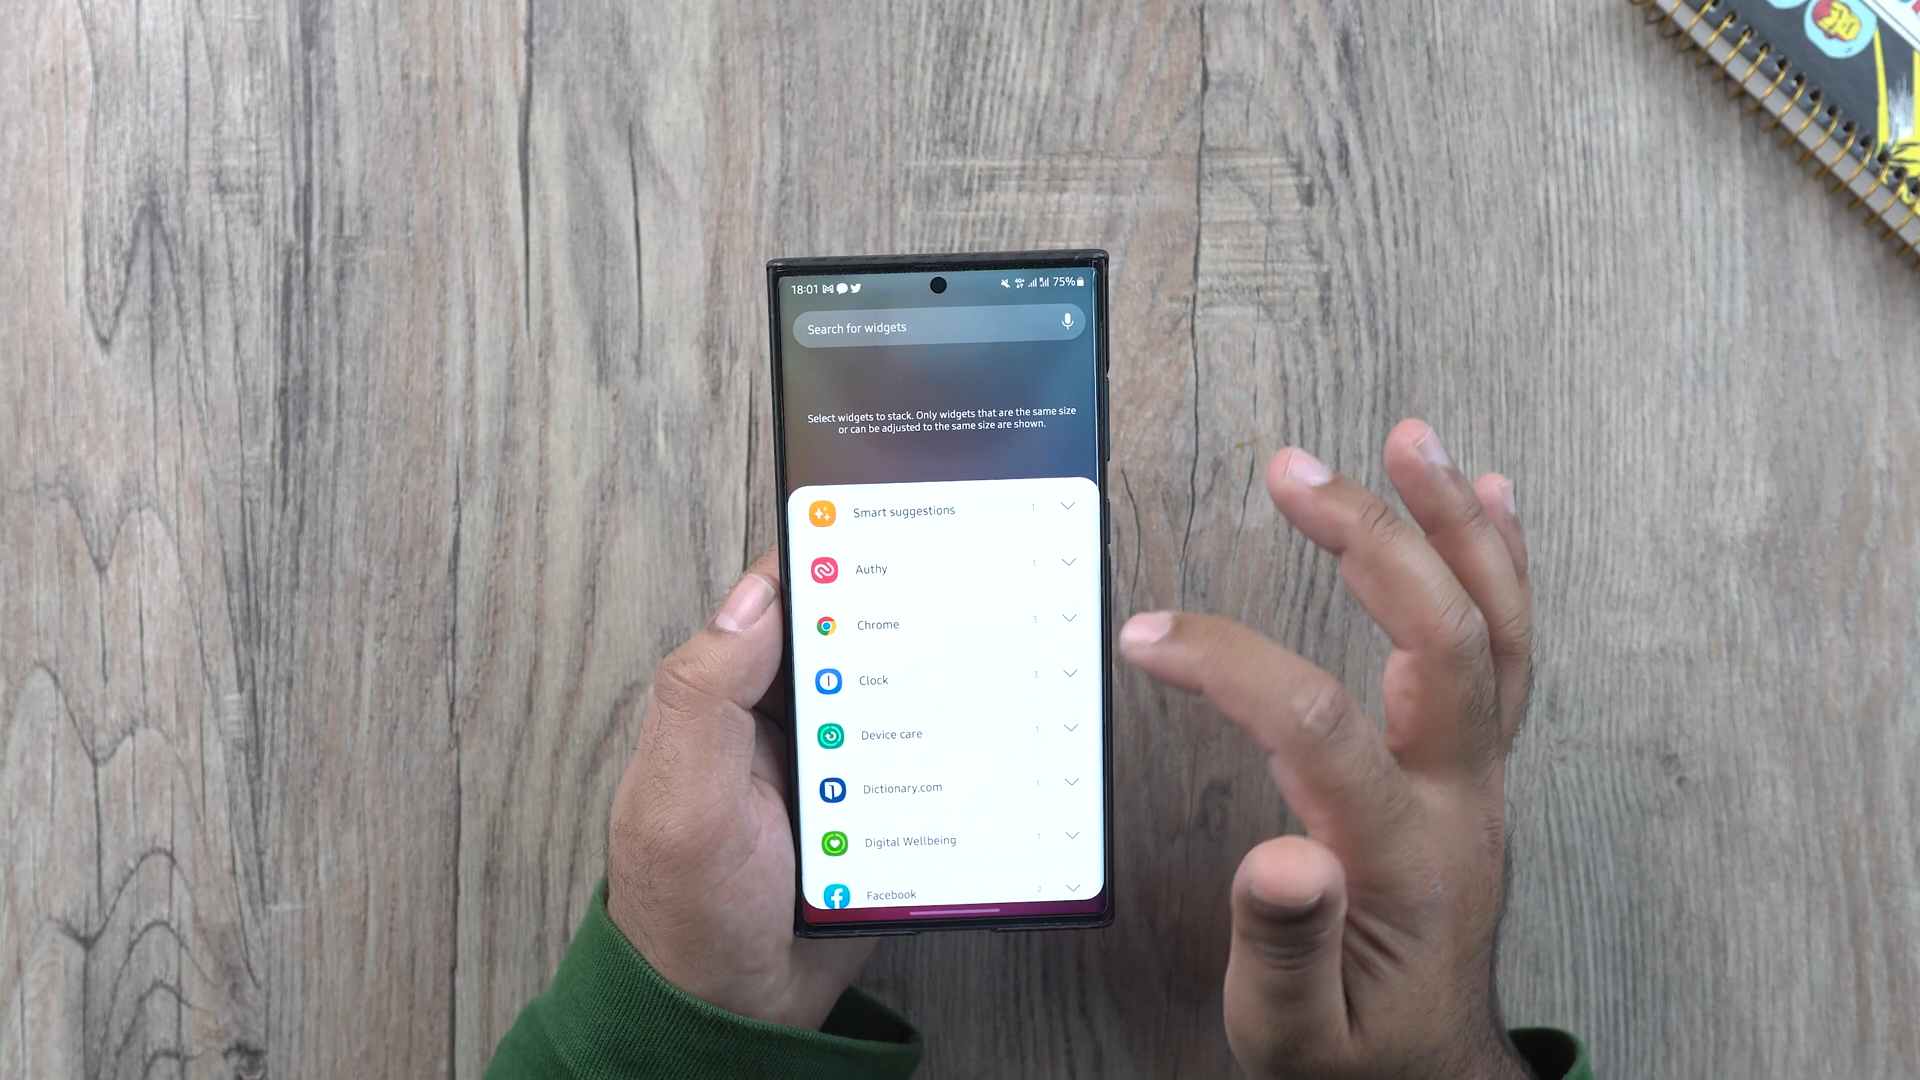 18:01 75%
Search for widgets
Select widgets to stack. Only widgets that are the same size
or can be adjusted to the same size are shown.
Smart suggestions 1
Authy 1
Chrome 3
Clock 3
Device care 1
Dictionary.com 1
Digital Wellbeing 1
Facebook 2